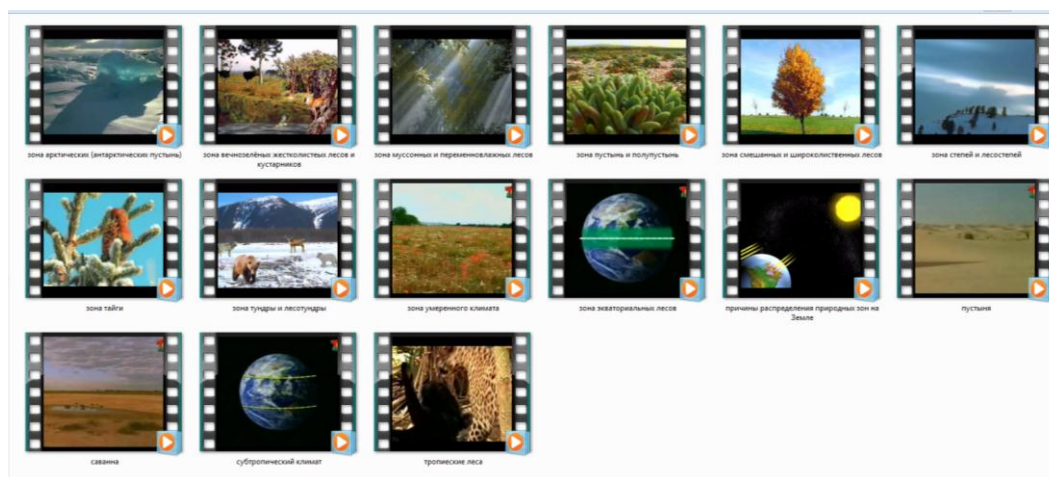 зона арктических (антарктических пустынь)
зона вечнозелёных жестколистных лесов и
кустарников
зона муссонных и переменновлажных лесов
зона пустынь и полупустынь
зона смешанных и широколиственных лесов
зона степей и лесостепей
зона тайги
зона тундры и лесотундры
зона умеренного климата
зона экваториальных лесов
причины распределения природных зон на
Земле
пустыня
саванна
субтропический климат
тропиеские леса